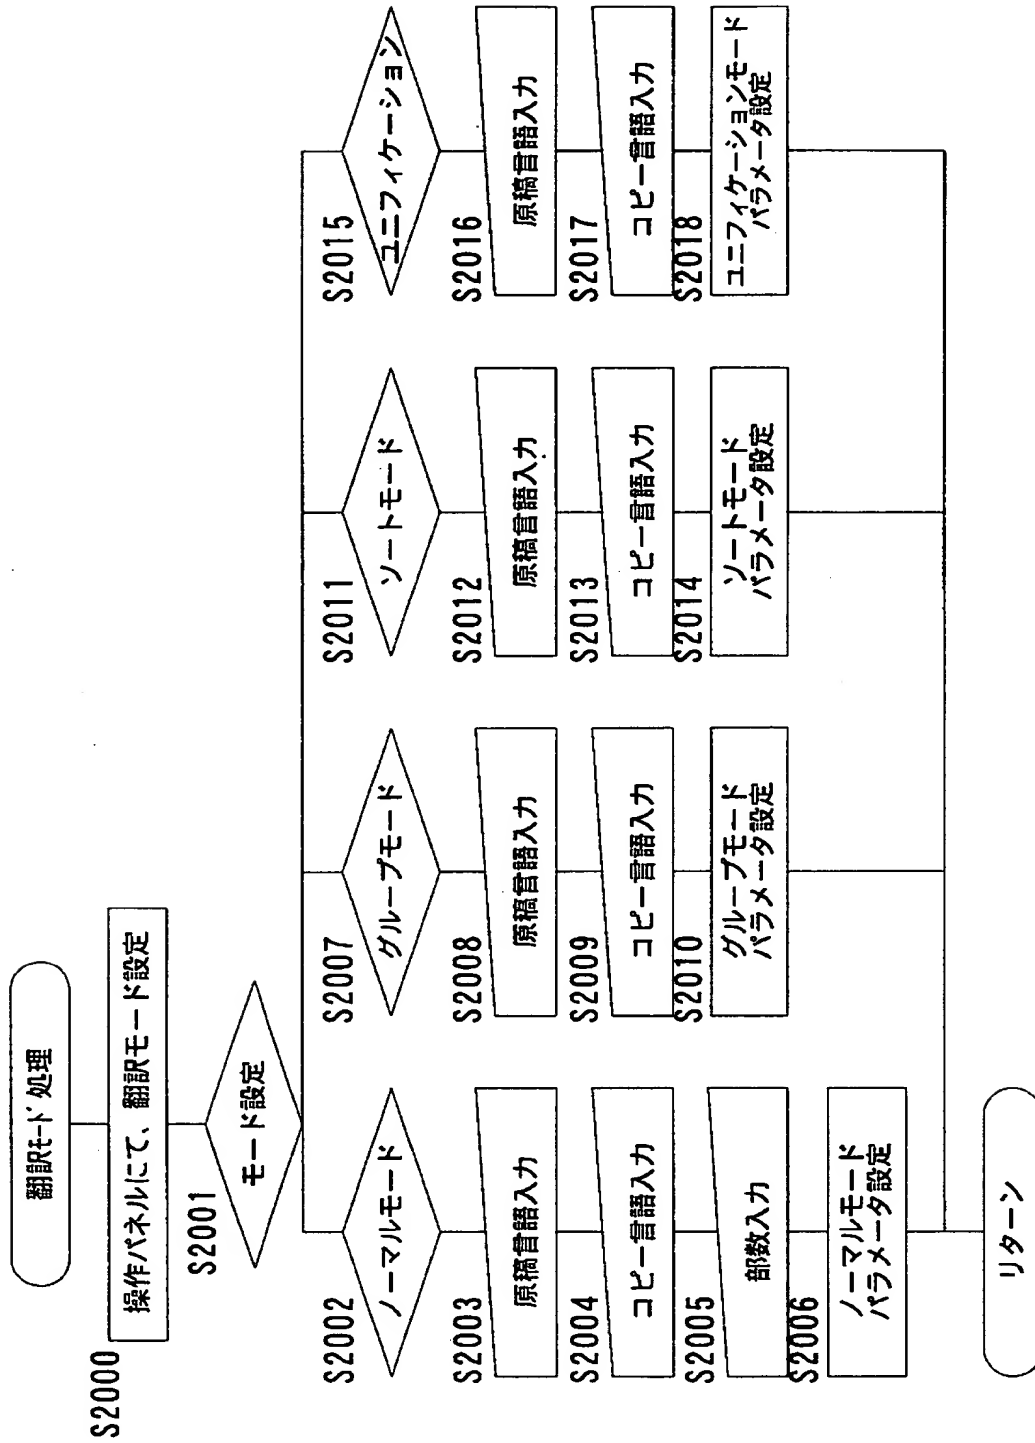 翻訳モード処理
S2000
操作パネルにて、翻訳モード設定
S2001
モード設定
S2002
ノーマルモード
S2003
原稿言語入力
S2004
コピー言語入力
S2005
部数入力
S2006
ノーマルモード
パラメータ設定
S2007
グループモード
S2008
原稿言語入力
S2009
コピー言語入力
S2010
グループモード
パラメータ設定
S2011
ソートモード
S2012
原稿言語入力
S2013
コピー言語入力
S2014
ソートモード
パラメータ設定
S2015
ユニフィケーション
S2016
原稿言語入力
S2017
コピー言語入力
S2018
ユニフィケーションモード
パラメータ設定
リターン